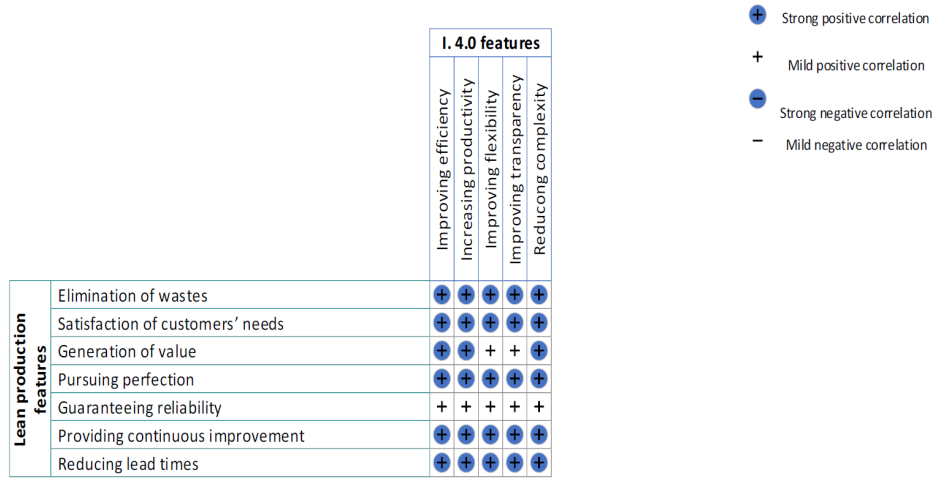 I. 4.0 features
Improving efficiency
Increasing productivity
Improving flexibility
Improving transparency
Reducong complexity
Strong positive correlation
+ Mild positive correlation
Strong negative correlation
− Mild negative correlation
Lean production
features
Elimination of wastes + + + + +
Satisfaction of customers’ needs + + + + +
Generation of value + + + + +
Pursuing perfection + + + + +
Guaranteeing reliability + + + + +
Providing continuous improvement + + + + +
Reducing lead times + + + + +